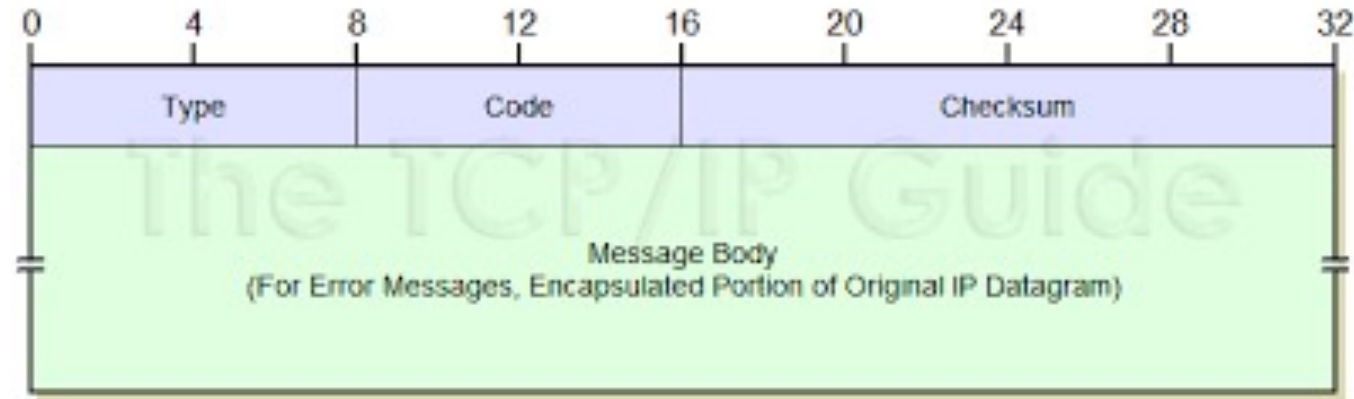 0 4 8 12 16 20 24 28 32
Type Code Checksum
The TCP/IP Guide
Message Body
(For Error Messages, Encapsulated Portion of Original IP Datagram)